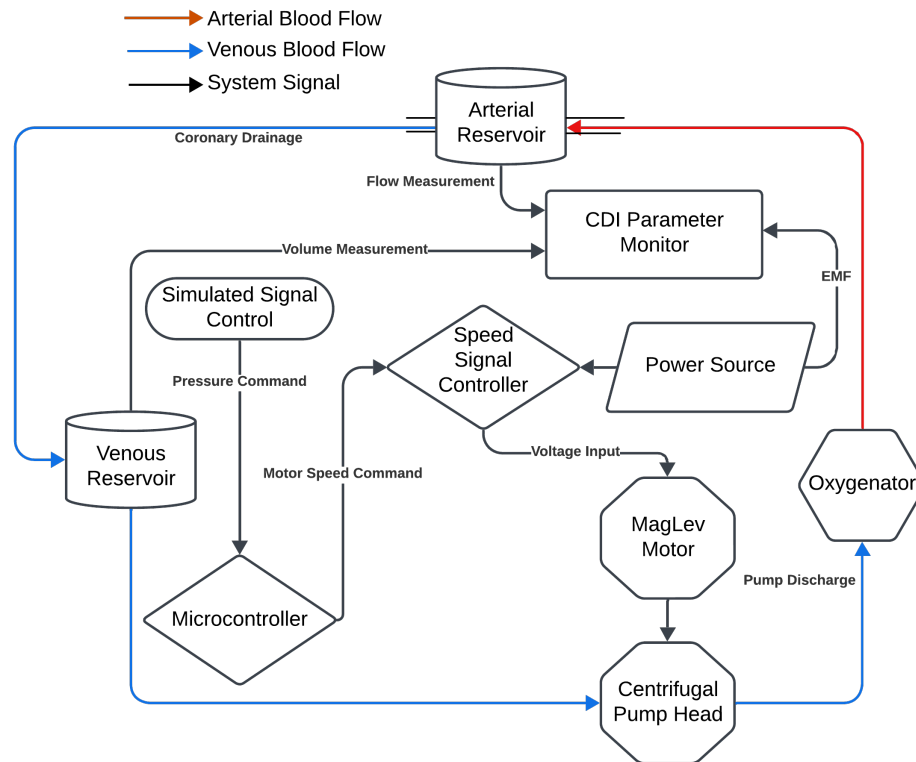 Arterial Blood Flow
Venous Blood Flow
System Signal
Arterial
Reservoir
Coronary Drainage
Flow Measurement
CDI Parameter
Monitor
Volume Measurement
EMF
Simulated Signal
Control
Speed
Signal
Controller
Power Source
Pressure Command
Venous
Reservoir
Motor Speed Command
Voltage Input
Oxygenator
MagLev
Motor
Pump Discharge
Microcontroller
Centrifugal
Pump Head